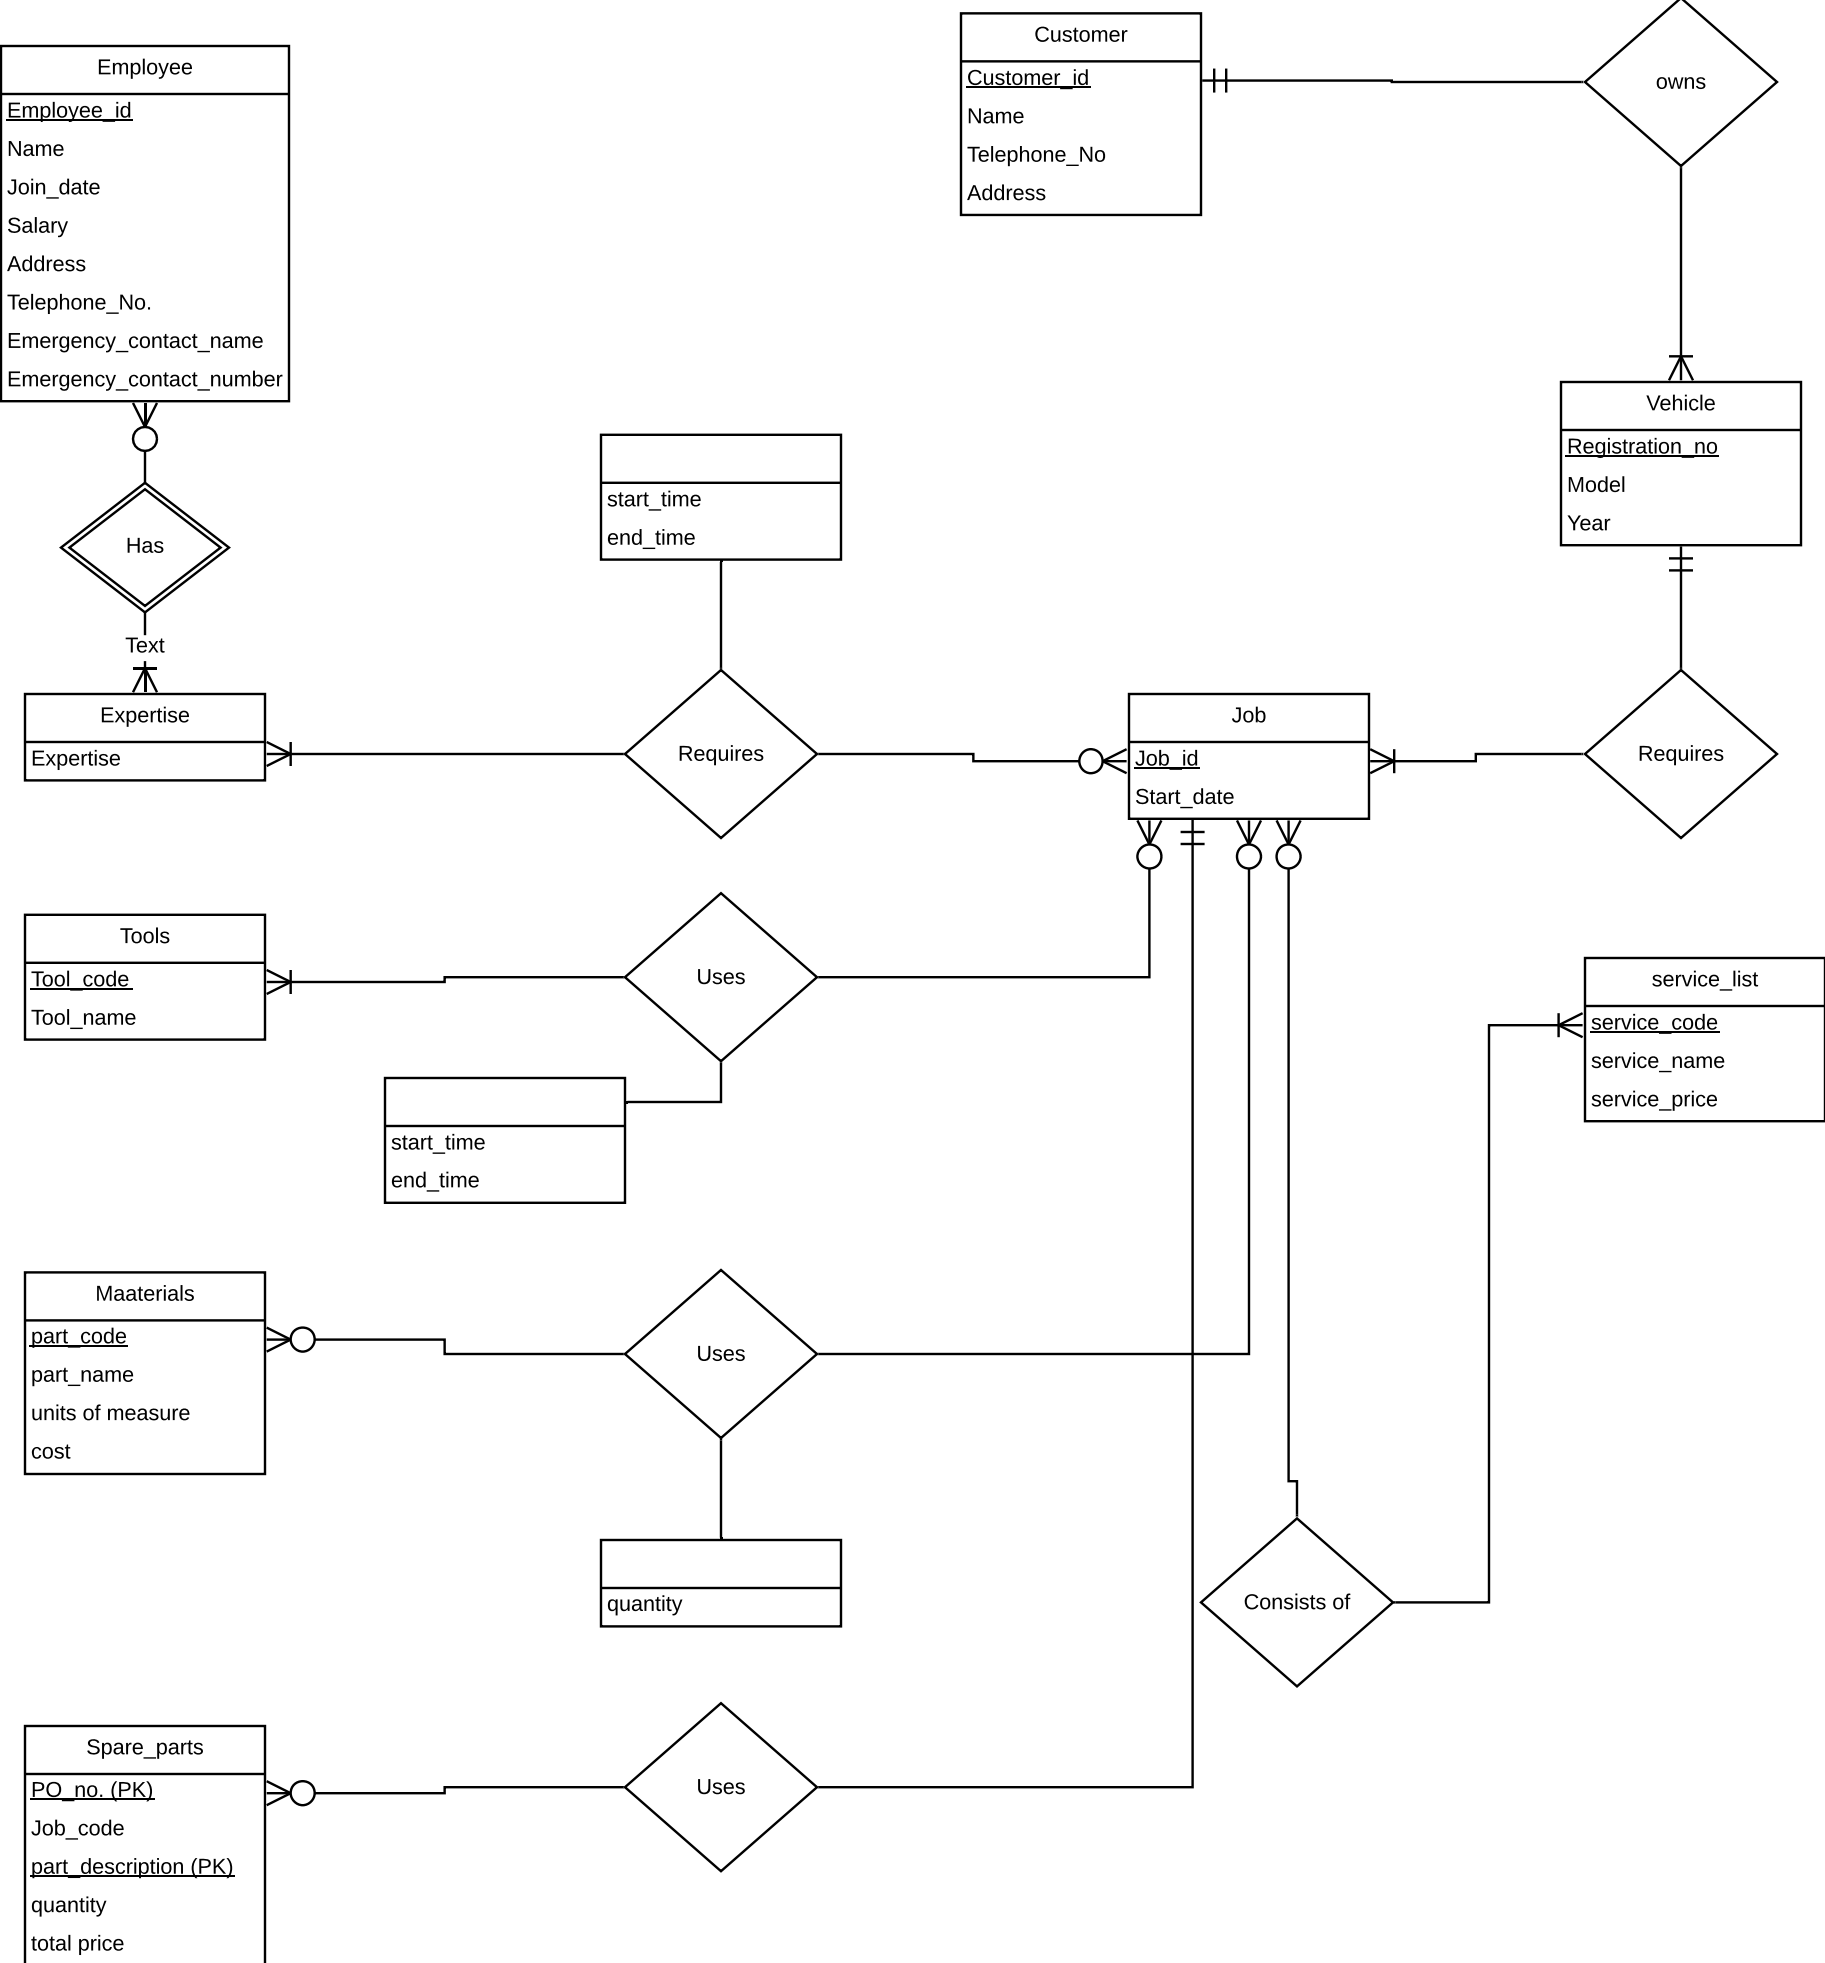 Customer
Customer_id
Name
Telephone_No
Address
owns
Employee
Employee_id
Name
Join_date
Salary
Address
Telephone_No.
Emergency_contact_name
Emergency_contact_number
Has
Text
Expertise
Expertise
start_time
end_time
Requires
Vehicle
Registration_no
Model
Year
Job
Job_id
Start_date
Requires
Tools
Tool_code
Tool_name
Uses
start_time
end_time
service_list
service_code
service_name
service_price
Maaterials
part_code
part_name
units of measure
cost
Uses
quantity
Consists of
Spare_parts
PO_no. (PK)
Job_code
part_description (PK)
quantity
total price
Uses